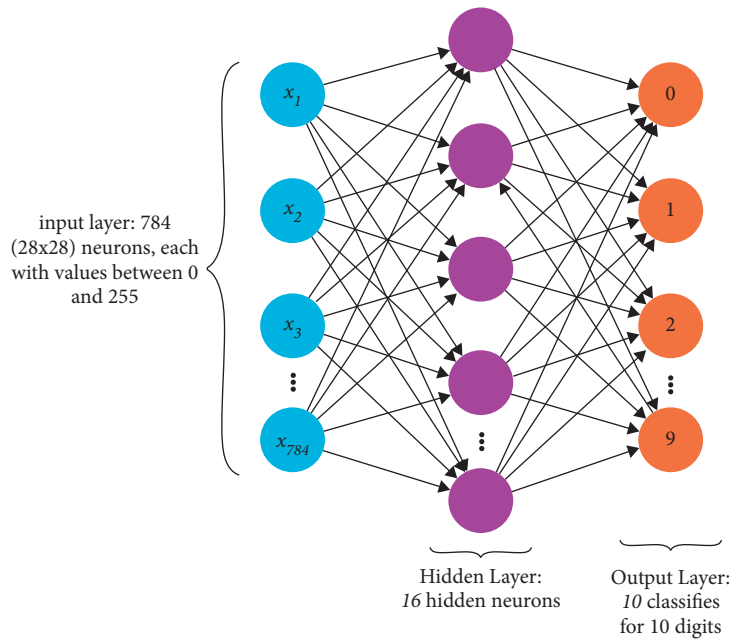 input layer: 784
(28x28) neurons, each
with values between 0
and 255
x1
x2
x3
x784
0
1
2
9
Hidden Layer:
16 hidden neurons
Output Layer:
10 classifies
for 10 digits